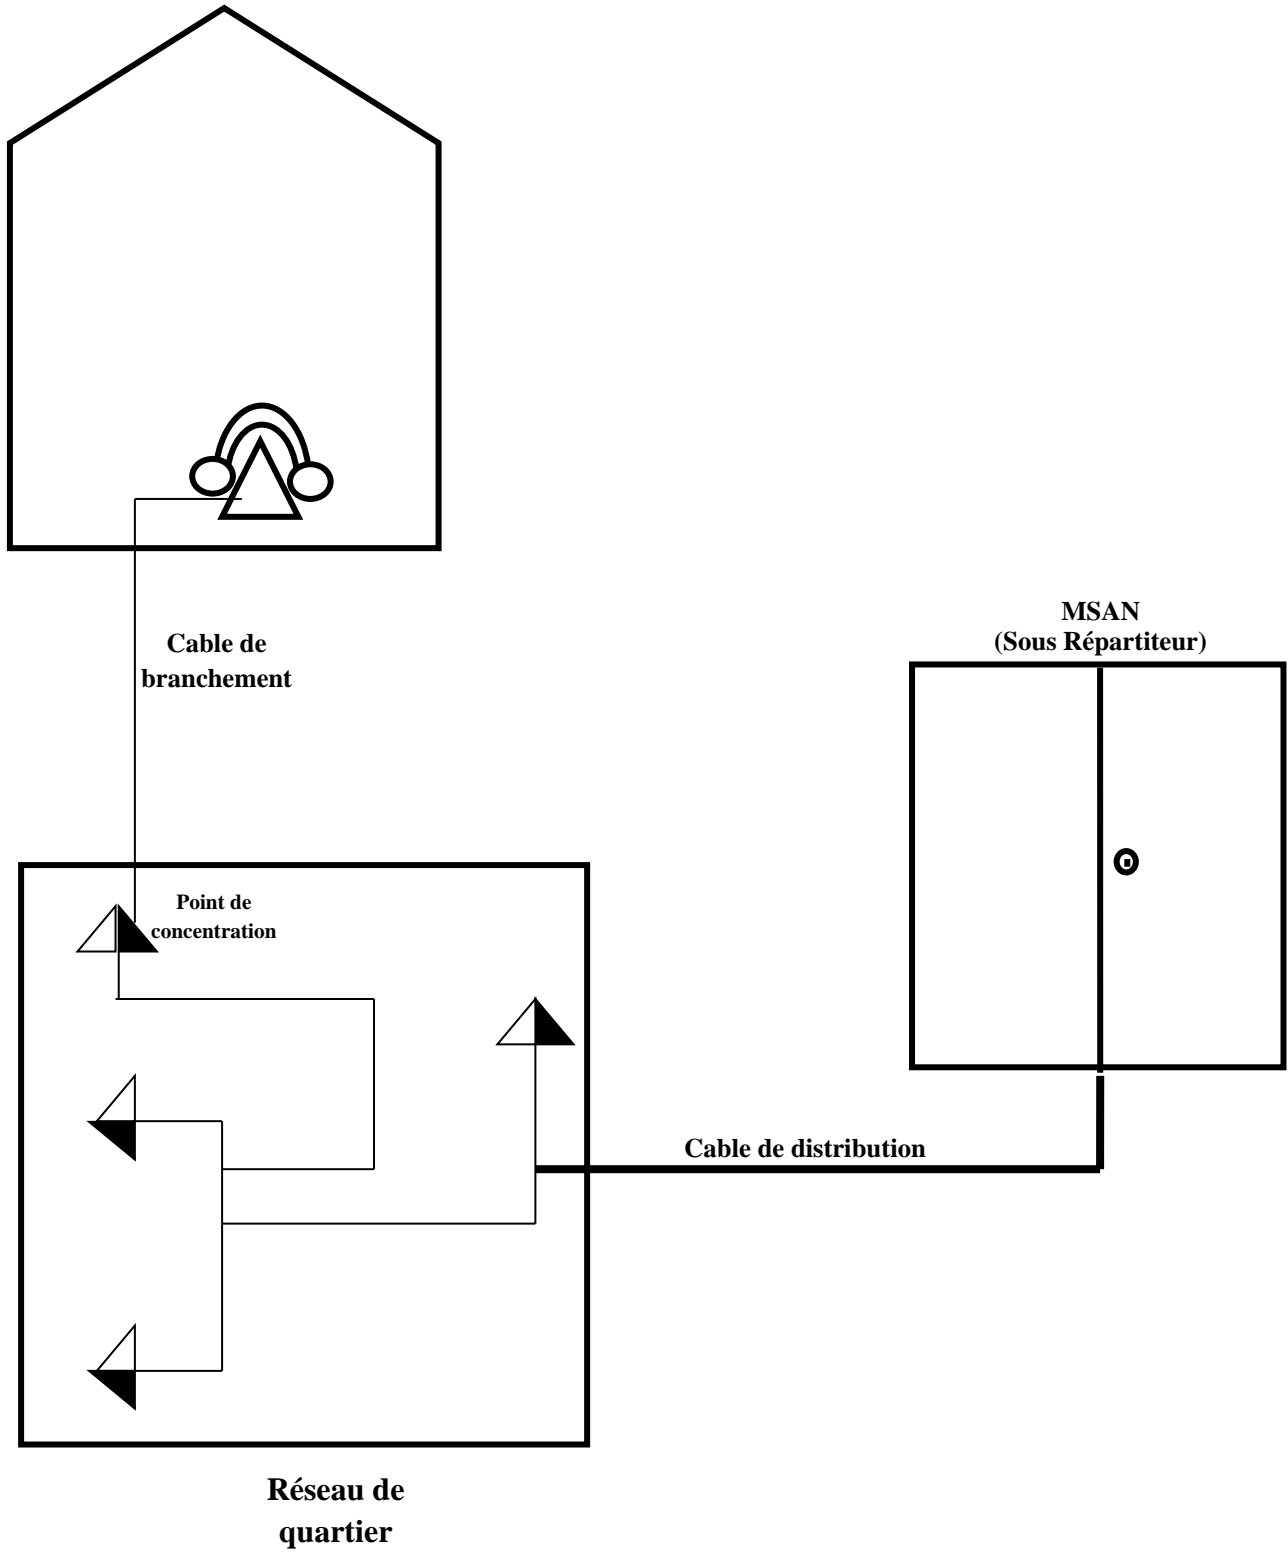 MSAN
(Sous Répartiteur)
Cable de
branchement
Point de
concentration
Cable de distribution
Réseau de
quartier